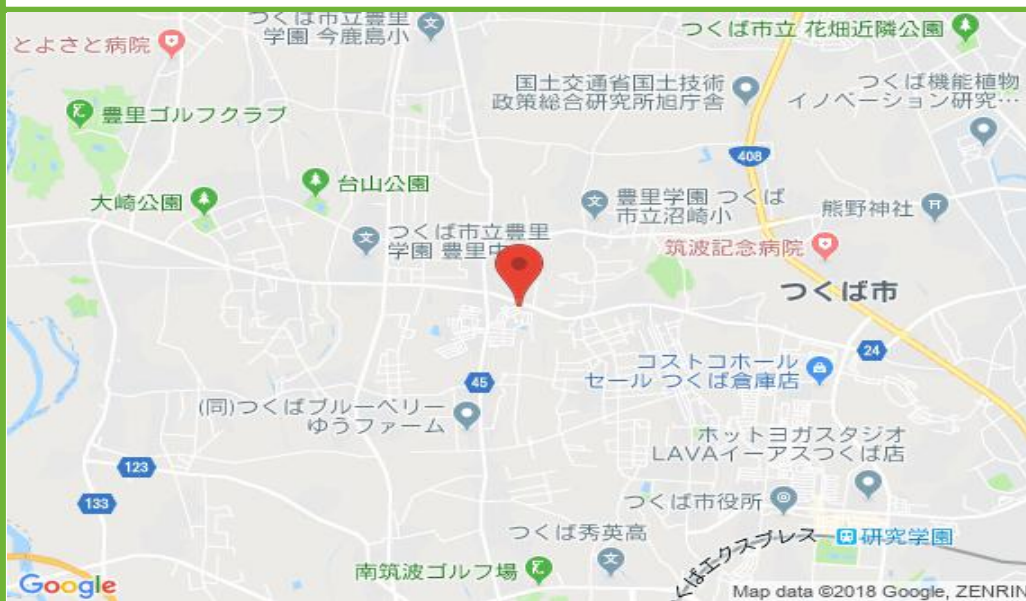 つくば市立豊里
学園 今鹿島小
つくば市立 花畑近隣公園
とよさと病院
国土交通省国土技術
政策総合研究所旭庁舎
つくば機能植物
イノベーション研究…
豊里ゴルフクラブ
408
台山公園
大崎公園
豊里学園 つくば
市立沼崎小
熊野神社
つくば市立豊里
学園 豊里中
筑波記念病院
つくば市
24
コストコホール
セール つくば倉庫店
45
(同)つくばブルーベリー
ゆうファーム
ホットヨガスタジオ
LAVAイーアスつくば店
123
133
つくば市役所
つくば秀英高
くばエクスプレス
研究学園
南筑波ゴルフ場
Google
Map data ©2018 Google, ZENRIN